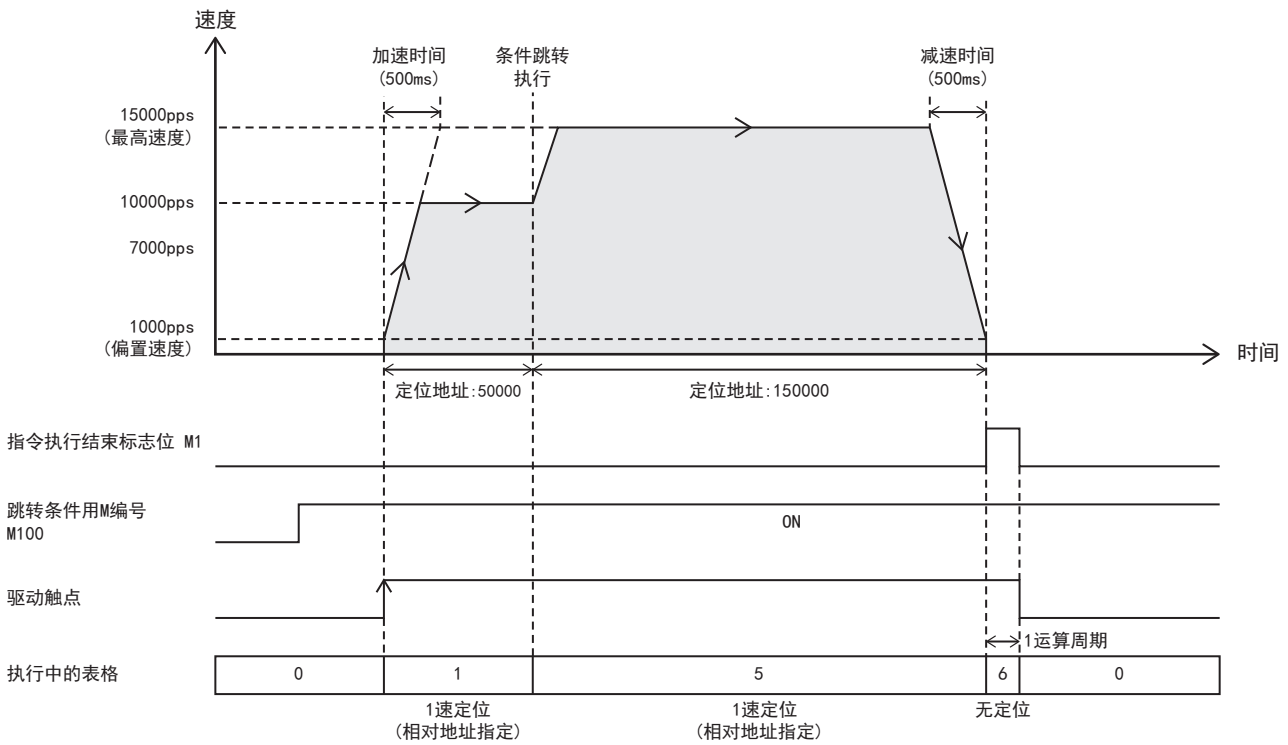 速度
加速时间
(500ms)
条件跳转
执行
减速时间
(500ms)
15000pps
(最高速度)
10000pps
7000pps
1000pps
(偏置速度)
时间
定位地址:50000
定位地址:150000
指令执行结束标志位 M1
跳转条件用M编号
M100
ON
驱动触点
1运算周期
执行中的表格
0
1
5
6
0
1速定位
(相对地址指定)
1速定位
(相对地址指定)
无定位